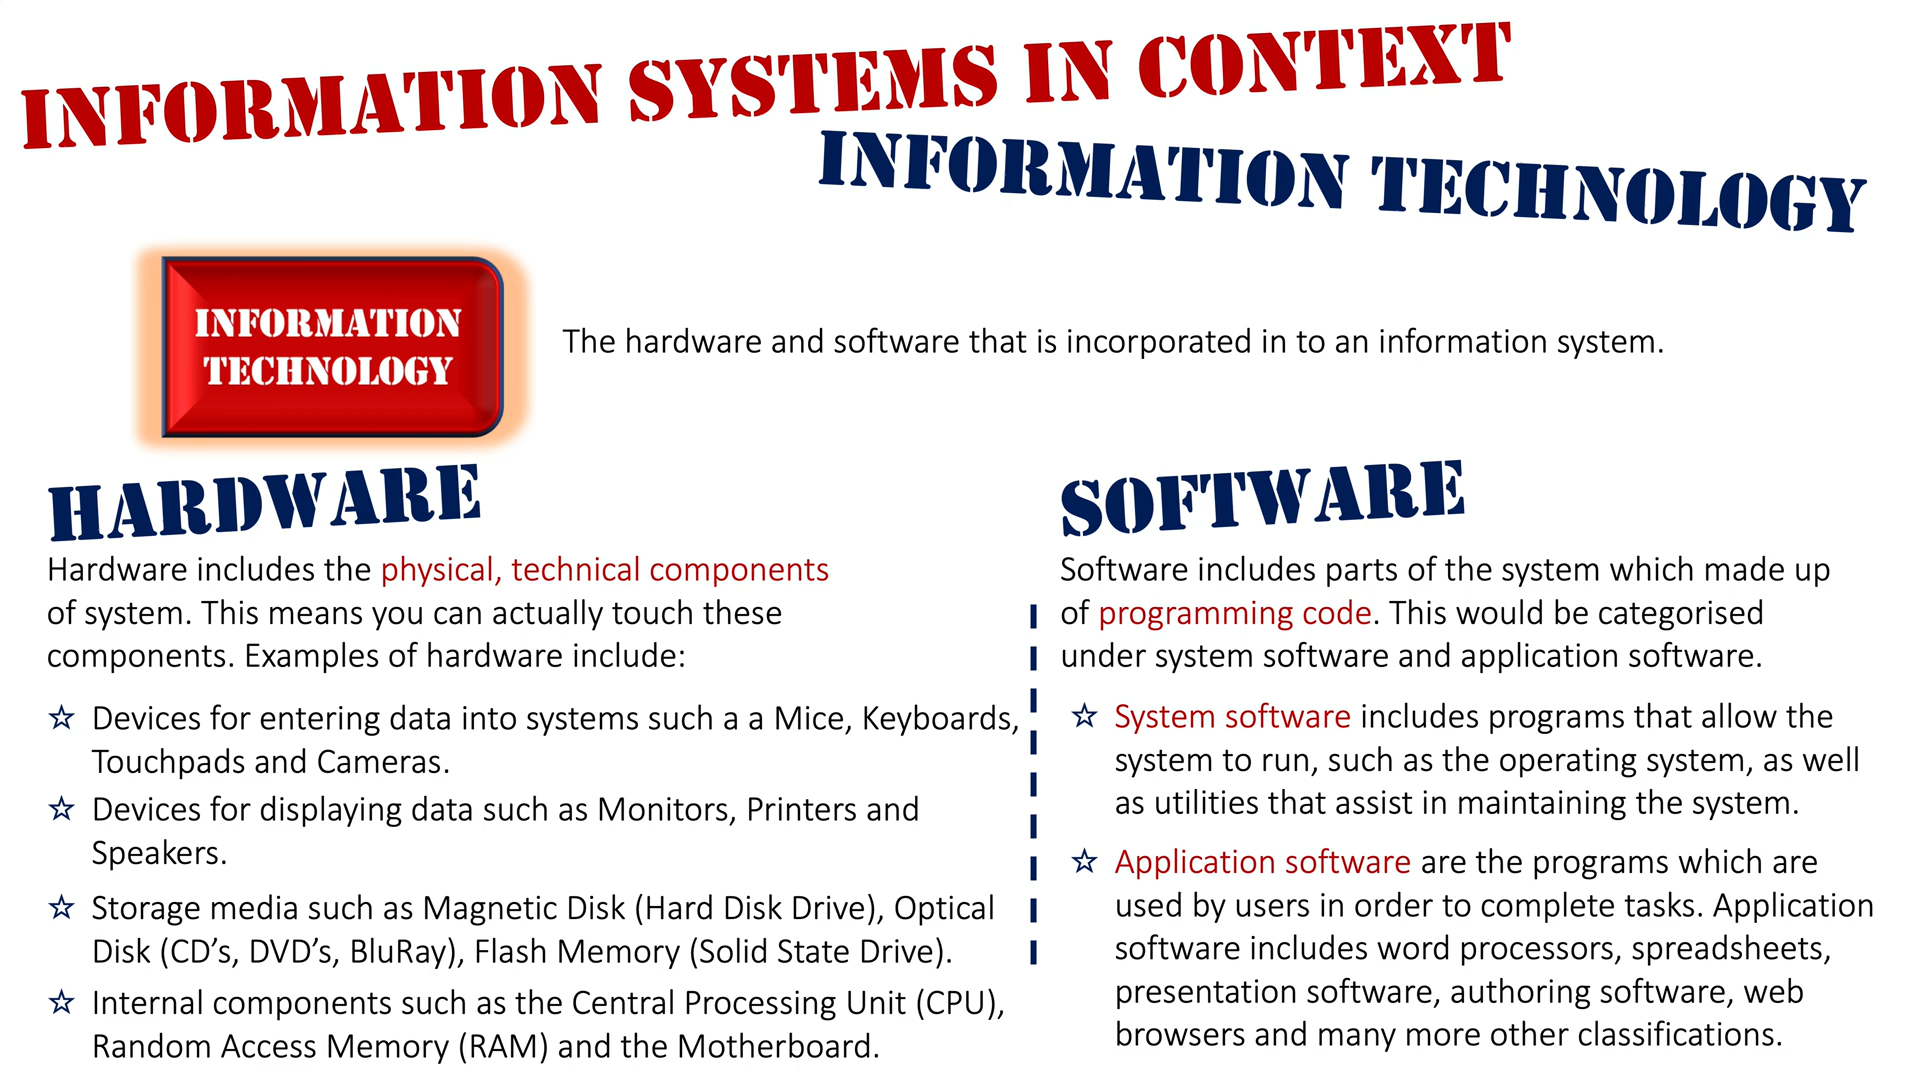 INFORMATION SYSTEMS IN CONTEXT
INFORMATION TECHNOLOGY
INFORMATION
TECHNOLOGY
The hardware and software that is incorporated in to an information system.
HARDWARE
Hardware includes the physical, technical components
of system. This means you can actually touch these
components. Examples of hardware include:
☆ Devices for entering data into systems such a a Mice, Keyboards,
Touchpads and Cameras.
☆ Devices for displaying data such as Monitors, Printers and
Speakers.
☆ Storage media such as Magnetic Disk (Hard Disk Drive), Optical
Disk (CD’s, DVD’s, BluRay), Flash Memory (Solid State Drive).
☆ Internal components such as the Central Processing Unit (CPU),
Random Access Memory (RAM) and the Motherboard.
SOFTWARE
Software includes parts of the system which made up
of programming code. This would be categorised
under system software and application software.
☆ System software includes programs that allow the
system to run, such as the operating system, as well
as utilities that assist in maintaining the system.
☆ Application software are the programs which are
used by users in order to complete tasks. Application
software includes word processors, spreadsheets,
presentation software, authoring software, web
browsers and many more other classifications.